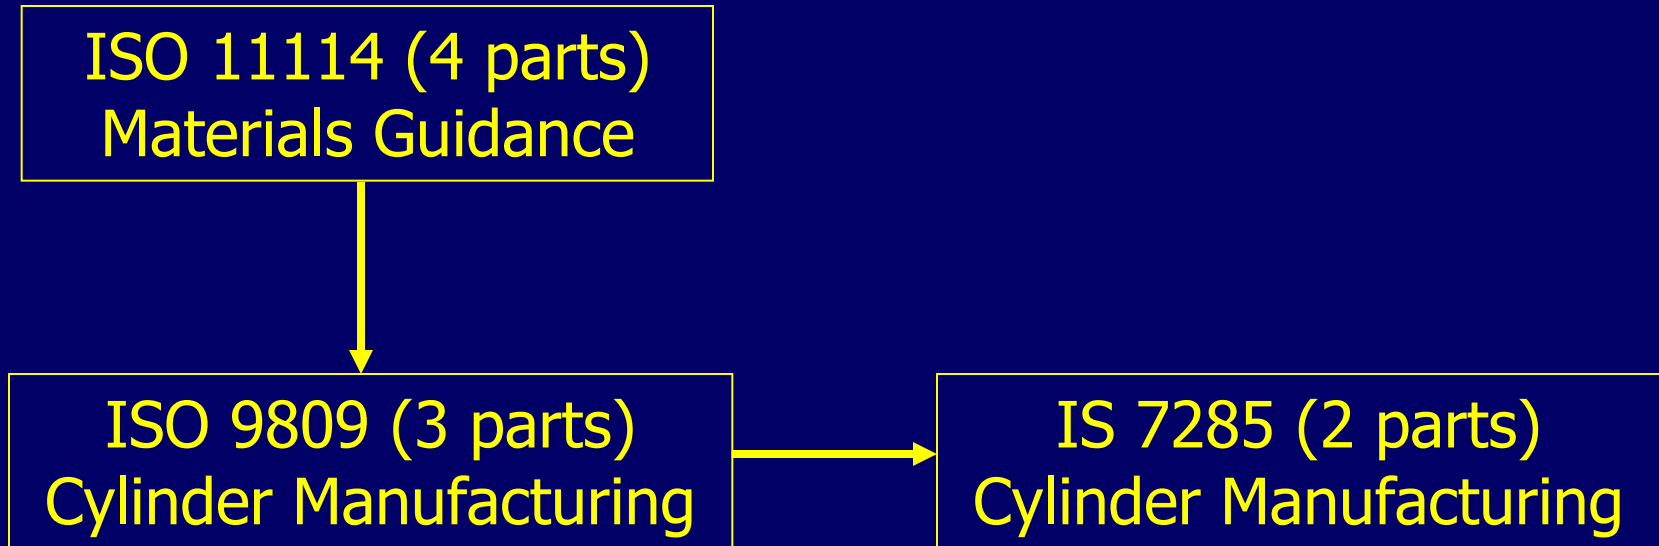 ISO 11114 (4 parts)
Materials Guidance
ISO 9809 (3 parts)
Cylinder Manufacturing
IS 7285 (2 parts)
Cylinder Manufacturing